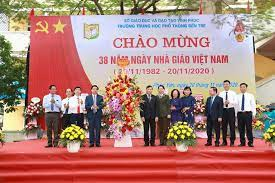 SỞ GIÁO DỤC VÀ ĐẠO TẠO VĨNH PHÚC
TRƯỜNG TRUNG HỌC PHỔ THÔNG BẾN TRE
CHÀO MỪNG
38 NĂM NGÀY NHÀ GIÁO VIỆT NAM
(20/11/1982 - 20/11/2020)